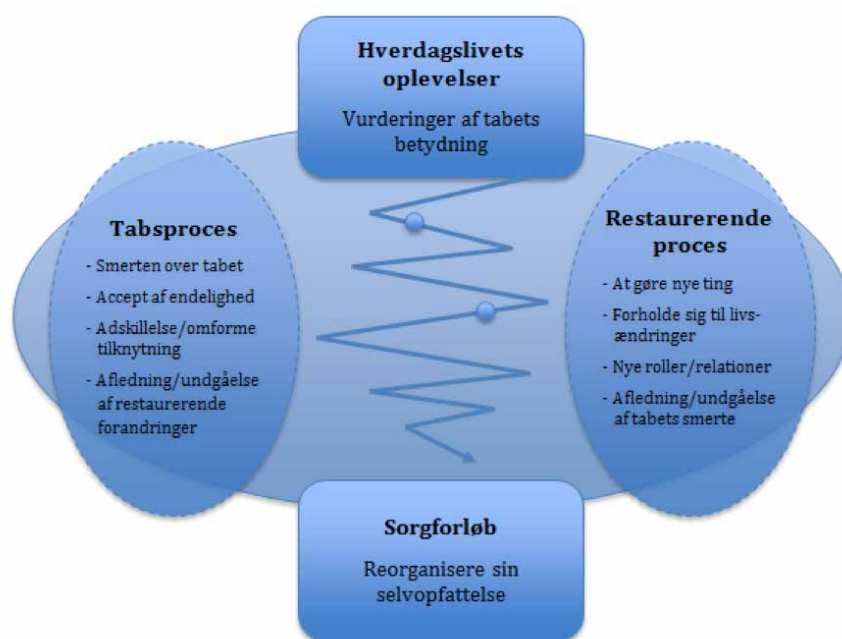 Hverdagslivets
oplevelser
Vurderinger af tabets
betydning
Tabsproces
- Smerten over tabet
- Accept af endelighed
- Adskillelse/omforme
tilknytning
- Afledning/undgåelse
af restaurerende
forandringer
Restaurerende
proces
- At gøre nye ting
- Forholde sig til livs-
ændringer
- Nye roller/relationer
- Afledning/undgåelse
af tabets smerte
Sorgforløb
Reorganisere sin
selvopfattelse